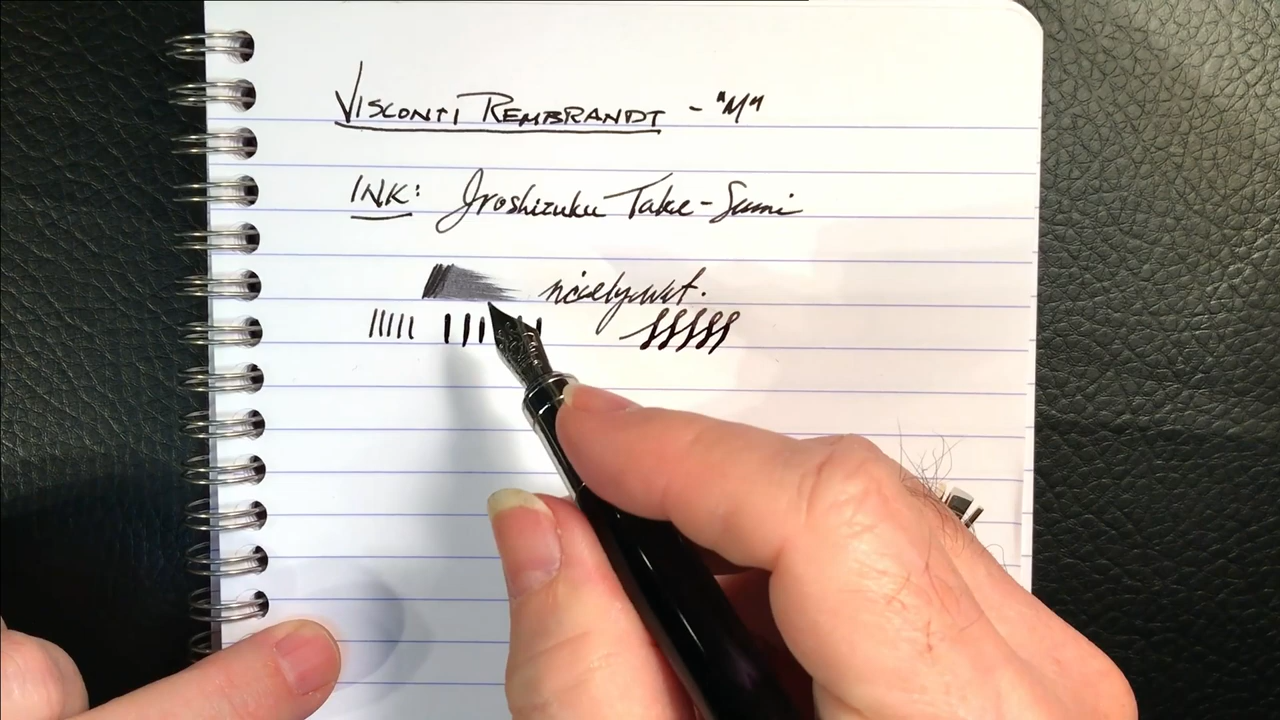 VISCONTI REMBRANDT - "M"
INK: Iroshizuku Take-Sumi
nicely wet.